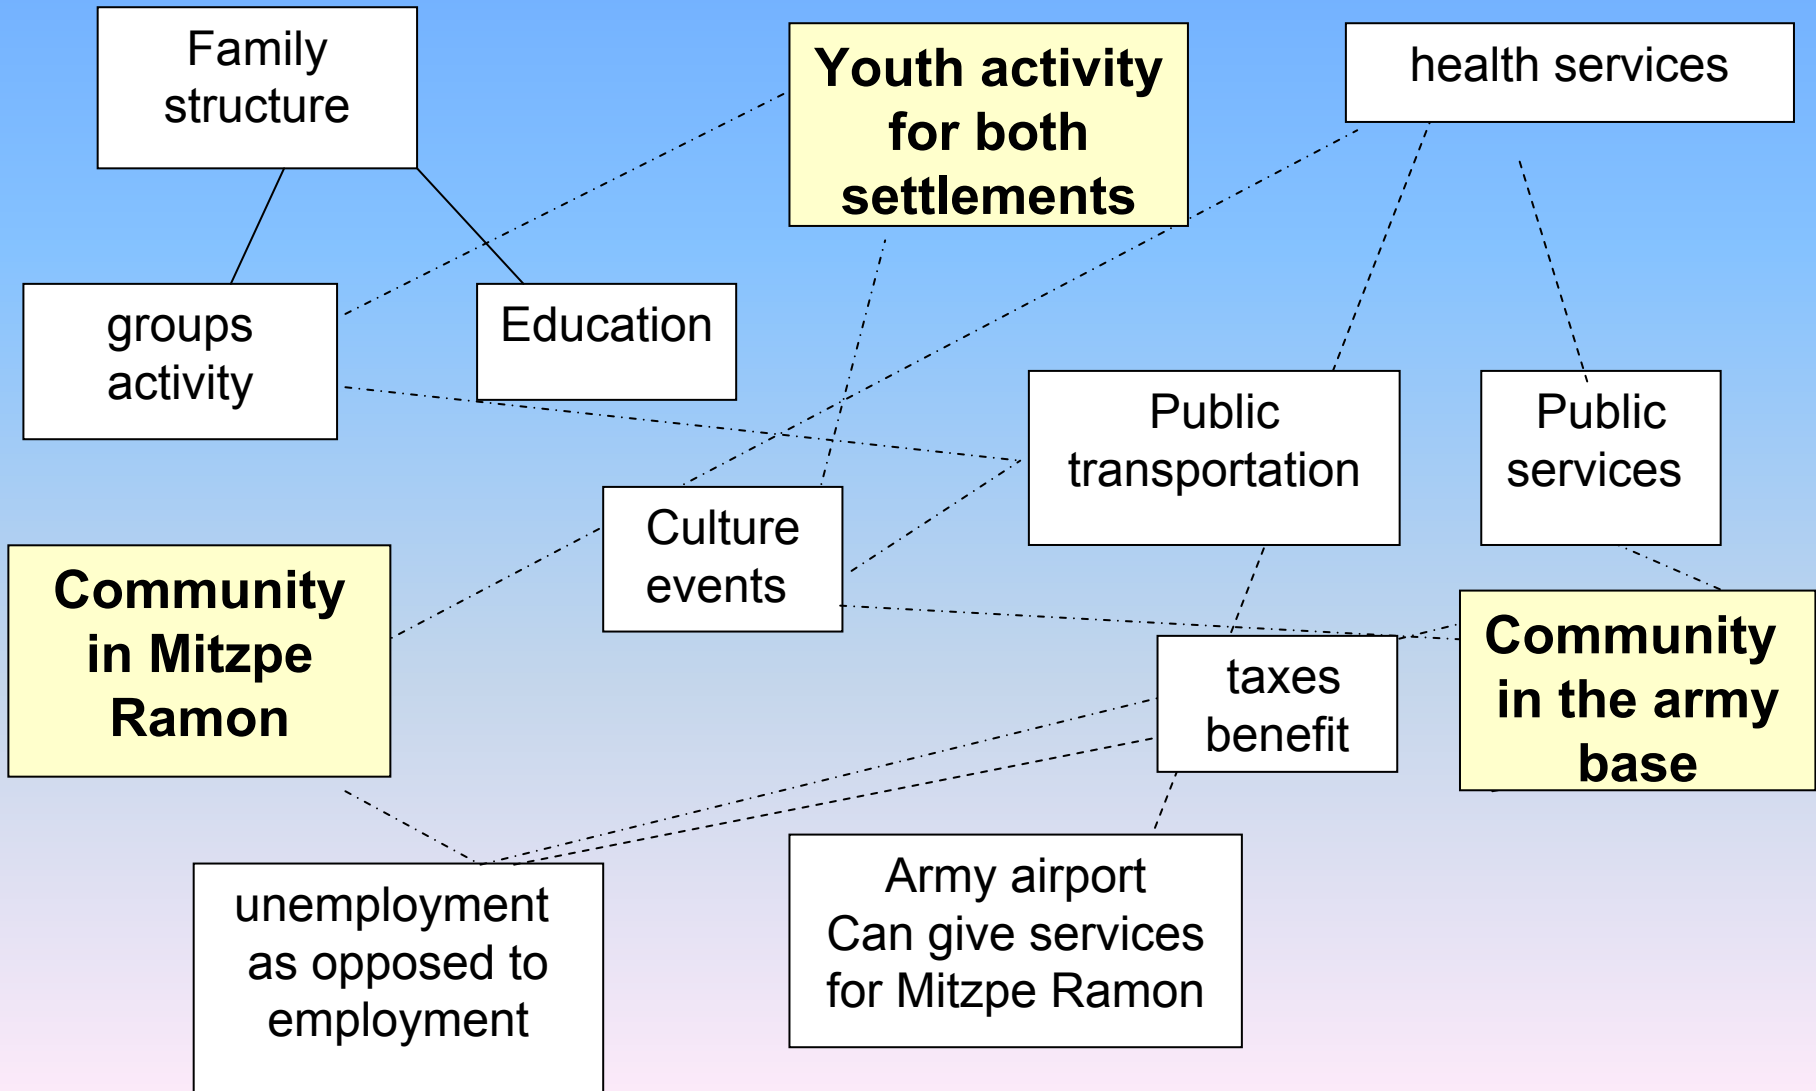 Family
structure
Youth activity
for both
settlements
health services
groups
activity
Education
Public
transportation
Public
services
Culture
events
Community
in Mitzpe
Ramon
Community
in the army
base
taxes
benefit
unemployment
as opposed to
employment
Army airport
Can give services
for Mitzpe Ramon